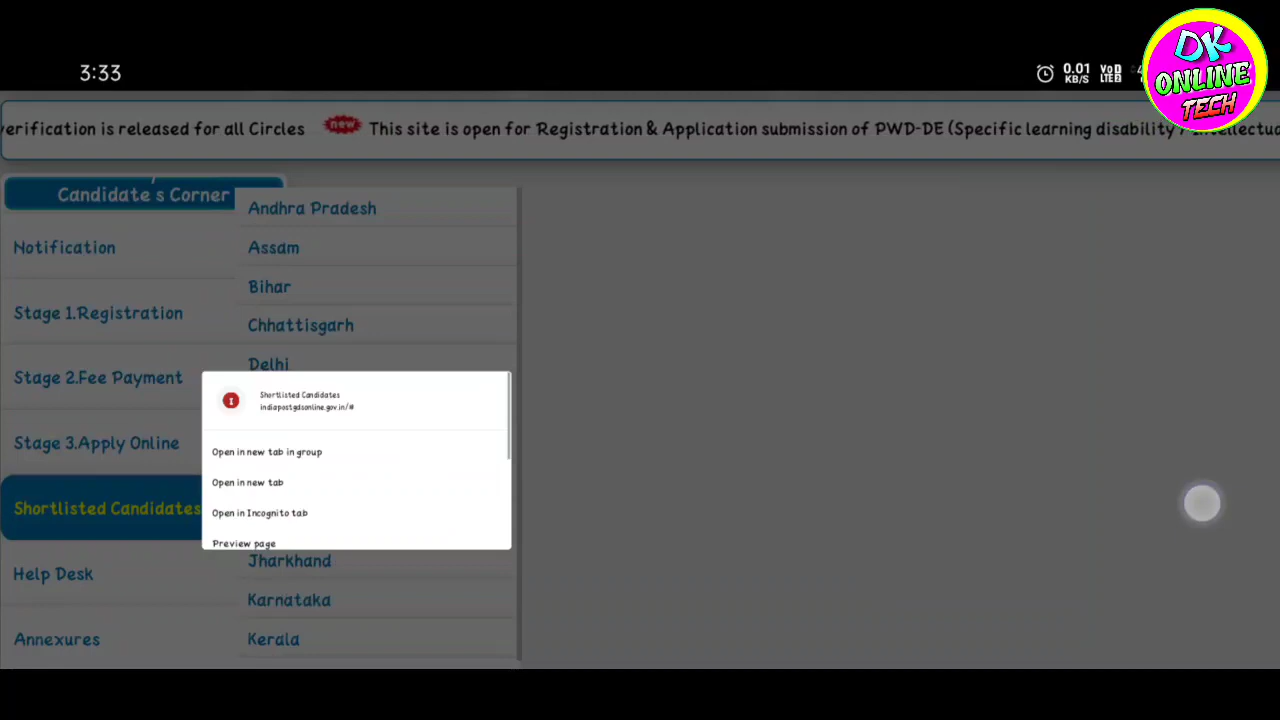 3:33
0.01
KB/S
VoD
LTE2
DK
ONLINE
TECH
verification is released for all Circles new This site is open for Registration & Application submission of PWD-DE (Specific learning disability /
Candidate's Corner
Notification
Stage 1.Registration
Stage 2.Fee Payment
Stage 3.Apply Online
Shortlisted Candidates
Help Desk
Annexures
Andhra Pradesh
Assam
Bihar
Chhattisgarh
Delhi
Shortlisted Candidates
indiapostgdsonline.gov.in/#
Open in new tab in group
Open in new tab
Open in Incognito tab
Preview page
Jharkhand
Karnataka
Kerala